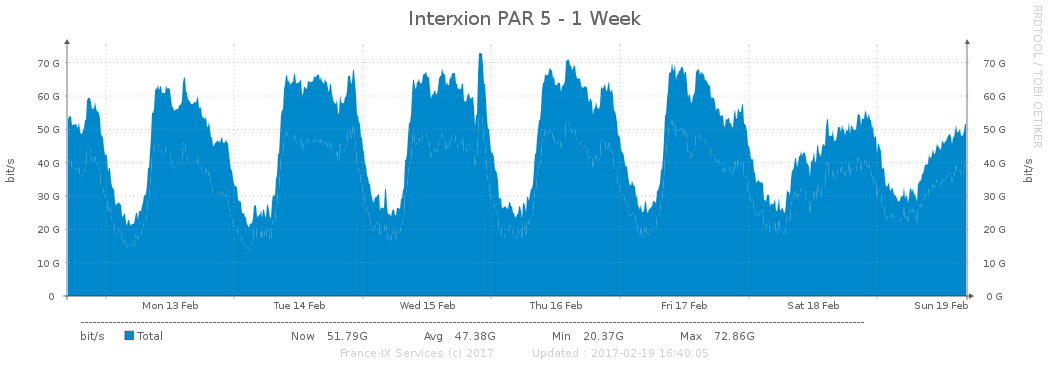 Interxion PAR 5 - 1 Week
RRDTOOL / TOBI OETIKER
bit/s
70 G
60 G
50 G
40 G
30 G
20 G
10 G
0
70 G
60 G
50 G
40 G
30 G
20 G
10 G
0 G
bit/s
Mon 13 Feb Tue 14 Feb Wed 15 Feb Thu 16 Feb Fri 17 Feb Sat 18 Feb Sun 19 Feb
bit/s Total Now 51.79G Avg 47.38G Min 20.37G Max 72.86G
France-IX Services (c) 2017 Updated : 2017-02-19 16:40:05